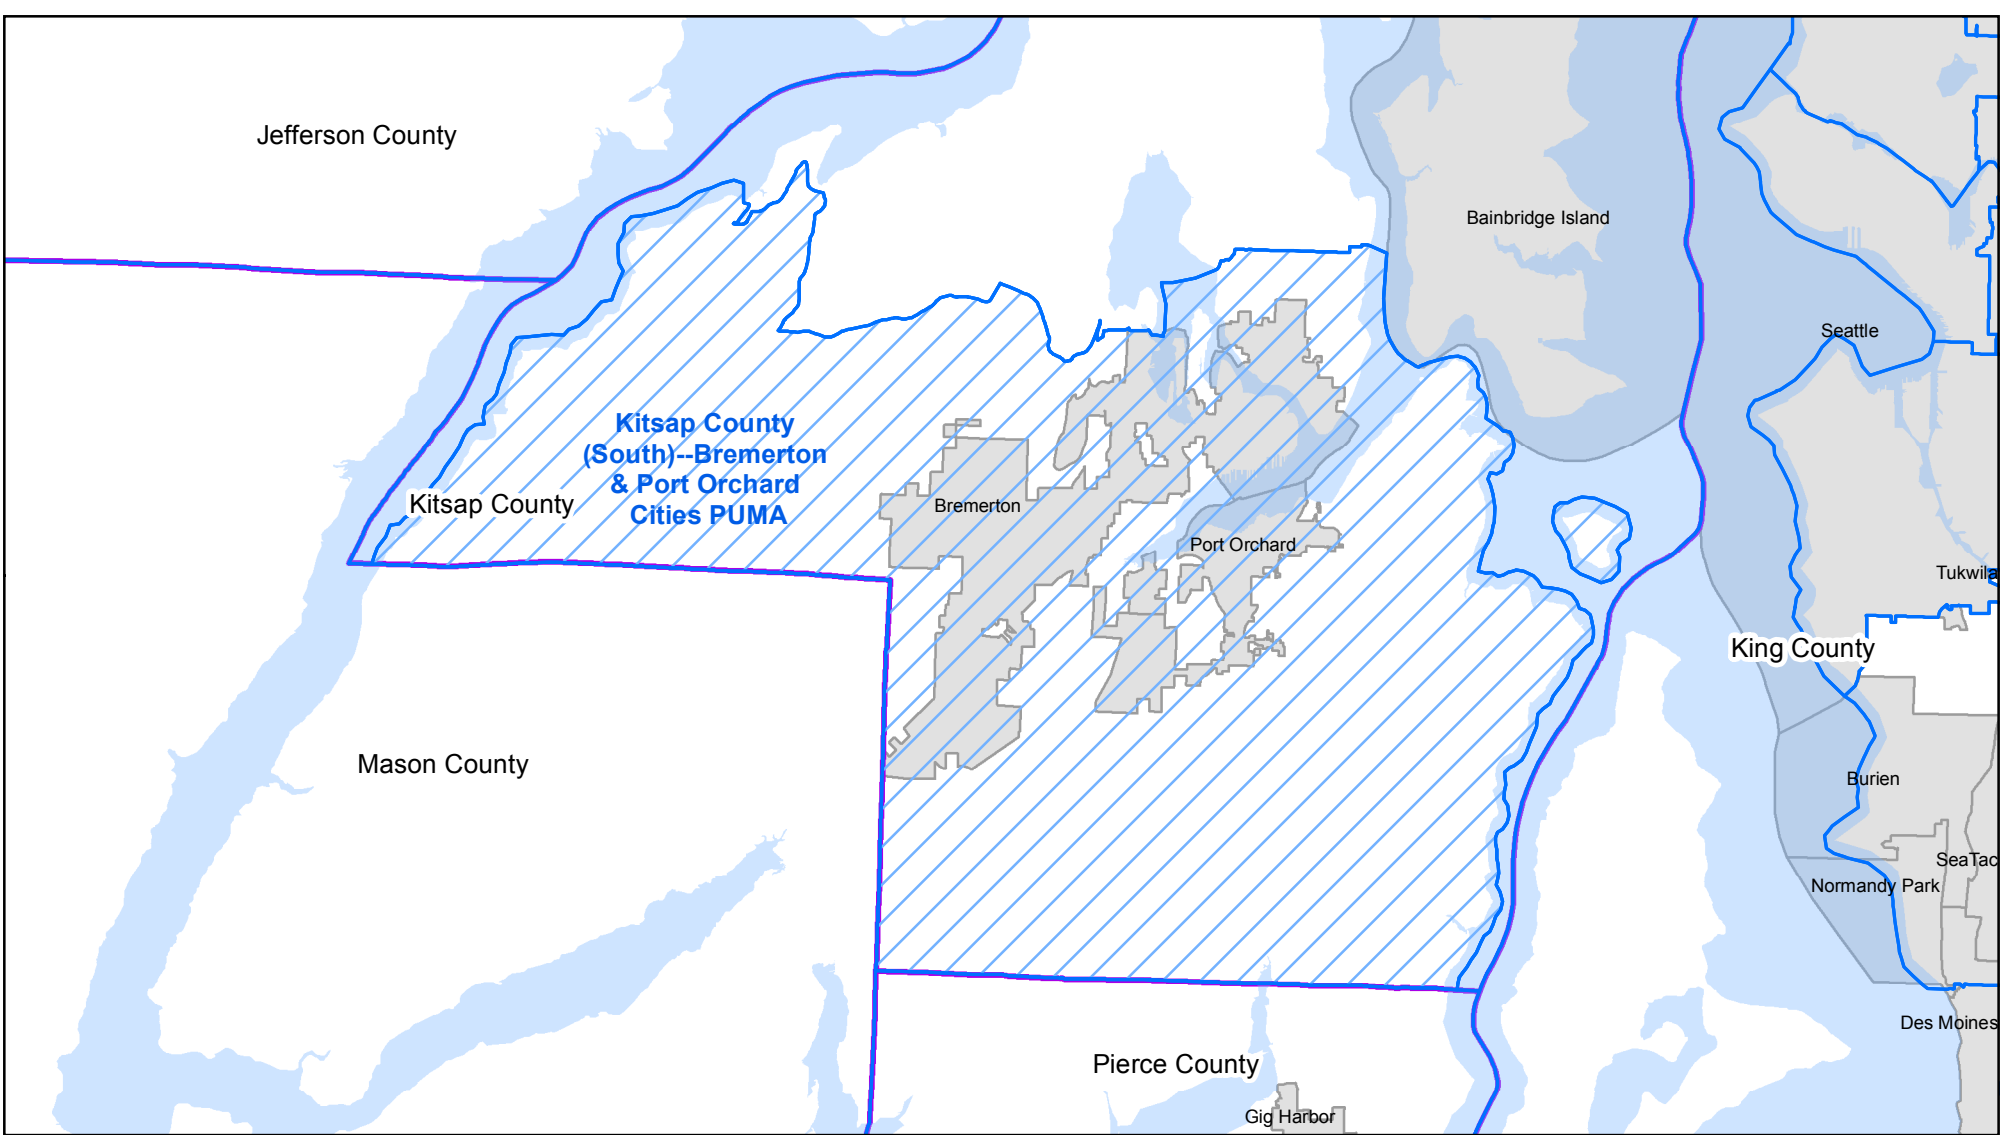 Jefferson County
Bainbridge Island
Seattle
Kitsap County
(South)--Bremerton
& Port Orchard
Cities PUMA
Kitsap County
Bremerton
Port Orchard
Tukwila
King County
Mason County
Burien
SeaTac
Normandy Park
Des Moines
Pierce County
Gig Harbor